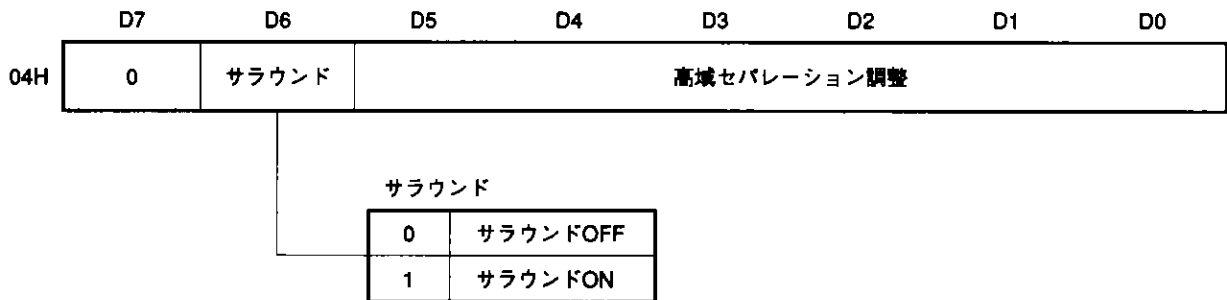 D7 D6 D5 D4 D3 D2 D1 D0
04H 0 サラウンド 高域セパレーション調整
サラウンド
0 サラウンドOFF
1 サラウンドON